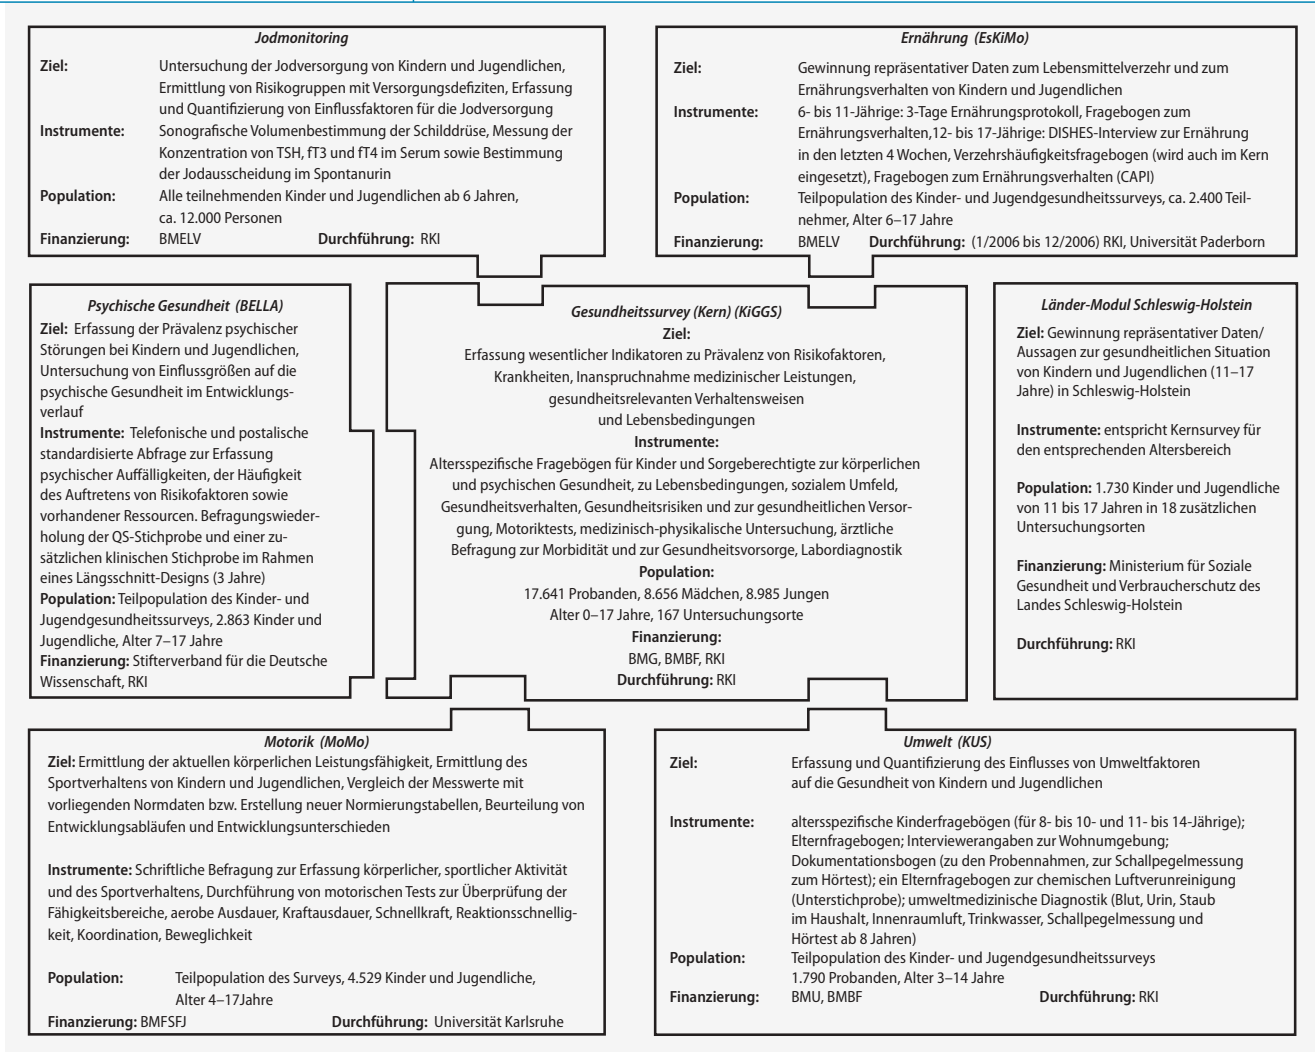 Jodmonitoring
Ziel: Untersuchung der Jodversorgung von Kindern und Jugendlichen,
Ermittlung von Risikogruppen mit Versorgungsdefiziten, Erfassung
und Quantifizierung von Einflussfaktoren für die Jodversorgung
Instrumente: Sonografische Volumenbestimmung der Schilddrüse, Messung der
Konzentration von TSH, fT3 und fT4 im Serum sowie Bestimmung
der Jodausscheidung im Spontanurin
Population: Alle teilnehmenden Kinder und Jugendlichen ab 6 Jahren,
ca. 12.000 Personen
Finanzierung: BMELV Durchführung: RKI
Ernährung (EsKiMo)
Ziel: Gewinnung repräsentativer Daten zum Lebensmittelverzehr und zum
Ernährungsverhalten von Kindern und Jugendlichen
Instrumente: 6- bis 11-Jährige: 3-Tage Ernährungsprotokoll, Fragebogen zum
Ernährungsverhalten,12- bis 17-Jährige: DISHES-Interview zur Ernährung
in den letzten 4 Wochen, Verzehrshäufigkeitsfragebogen (wird auch im Kern
eingesetzt), Fragebogen zum Ernährungsverhalten (CAPI)
Population: Teilpopulation des Kinder- und Jugendgesundheitssurveys, ca. 2.400 Teil-
nehmer, Alter 6–17 Jahre
Finanzierung: BMELV Durchführung: (1/2006 bis 12/2006) RKI, Universität Paderborn
Psychische Gesundheit (BELLA)
Ziel: Erfassung der Prävalenz psychischer
Störungen bei Kindern und Jugendlichen,
Untersuchung von Einflussgrößen auf die
psychische Gesundheit im Entwicklungs-
verlauf
Instrumente: Telefonische und postalische
standardisierte Abfrage zur Erfassung
psychischer Auffälligkeiten, der Häufigkeit
des Auftretens von Risikofaktoren sowie
vorhandener Ressourcen. Befragungswieder-
holung der QS-Stichprobe und einer zu-
sätzlichen klinischen Stichprobe im Rahmen
eines Längsschnitt-Designs (3 Jahre)
Population: Teilpopulation des Kinder- und
Jugendgesundheitssurveys, 2.863 Kinder und
Jugendliche, Alter 7–17 Jahre
Finanzierung: Stifterverband für die Deutsche
Wissenschaft, RKI
Gesundheitssurvey (Kern) (KiGGS)
Ziel:
Erfassung wesentlicher Indikatoren zu Prävalenz von Risikofaktoren,
Krankheiten, Inanspruchnahme medizinischer Leistungen,
gesundheitsrelevanten Verhaltensweisen
und Lebensbedingungen
Instrumente:
Altersspezifische Fragebögen für Kinder und Sorgeberechtigte zur körperlichen
und psychischen Gesundheit, zu Lebensbedingungen, sozialem Umfeld,
Gesundheitsverhalten, Gesundheitsrisiken und zur gesundheitlichen Versor-
gung, Motoriktests, medizinisch-physikalische Untersuchung, ärztliche
Befragung zur Morbidität und zur Gesundheitsvorsorge, Labordiagnostik
Population:
17.641 Probanden, 8.656 Mädchen, 8.985 Jungen
Alter 0–17 Jahre, 167 Untersuchungsorte
Finanzierung:
BMG, BMBF, RKI
Durchführung: RKI
Länder-Modul Schleswig-Holstein
Ziel: Gewinnung repräsentativer Daten/
Aussagen zur gesundheitlichen Situation
von Kindern und Jugendlichen (11–17
Jahre) in Schleswig-Holstein
Instrumente: entspricht Kernsurvey für
den entsprechenden Altersbereich
Population: 1.730 Kinder und Jugendliche
von 11 bis 17 Jahren in 18 zusätzlichen
Untersuchungsorten
Finanzierung: Ministerium für Soziale
Gesundheit und Verbraucherschutz des
Landes Schleswig-Holstein
Durchführung: RKI
Motorik (MoMo)
Ziel: Ermittlung der aktuellen körperlichen Leistungsfähigkeit, Ermittlung des
Sportverhaltens von Kindern und Jugendlichen, Vergleich der Messwerte mit
vorliegenden Normdaten bzw. Erstellung neuer Normierungstabellen, Beurteilung von
Entwicklungsabläufen und Entwicklungsunterschieden
Instrumente: Schriftliche Befragung zur Erfassung körperlicher, sportlicher Aktivität
und des Sportverhaltens, Durchführung von motorischen Tests zur Überprüfung der
Fähigkeitsbereiche, aerobe Ausdauer, Kraftausdauer, Schnellkraft, Reaktionsschnellig-
keit, Koordination, Beweglichkeit
Population: Teilpopulation des Surveys, 4.529 Kinder und Jugendliche,
Alter 4–17Jahre
Finanzierung: BMFSFJ Durchführung: Universität Karlsruhe
Umwelt (KUS)
Ziel: Erfassung und Quantifizierung des Einflusses von Umweltfaktoren
auf die Gesundheit von Kindern und Jugendlichen
Instrumente: altersspezifische Kinderfragebögen (für 8- bis 10- und 11- bis 14-Jährige);
Elternfragebogen; Interviewerangaben zur Wohnumgebung;
Dokumentationsbogen (zu den Probennahmen, zur Schallpegelmessung
zum Hörtest); ein Elternfragebogen zur chemischen Luftverunreinigung
(Unterstichprobe); umweltmedizinische Diagnostik (Blut, Urin, Staub
im Haushalt, Innenraumluft, Trinkwasser, Schallpegelmessung und
Hörtest ab 8 Jahren)
Population: Teilpopulation des Kinder- und Jugendgesundheitssurveys
1.790 Probanden, Alter 3–14 Jahre
Finanzierung: BMU, BMBF Durchführung: RKI